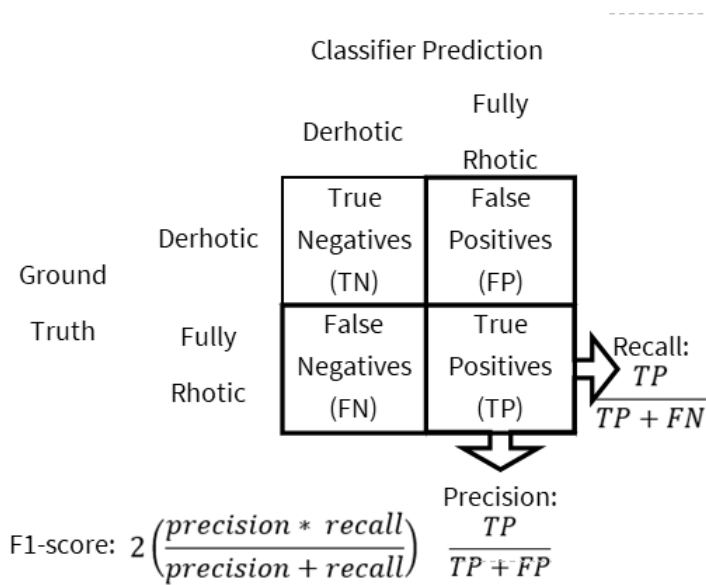 Classifier Prediction
Derhotic
Fully
Rhotic
Ground
Truth
Derhotic
True
Negatives
(TN)
False
Positives
(FP)
Fully
Rhotic
False
Negatives
(FN)
True
Positives
(TP)
Recall:
TP
TP + FN
Precision:
TP
TP + FP
F1-score: 2 (precision * recall
precision + recall)